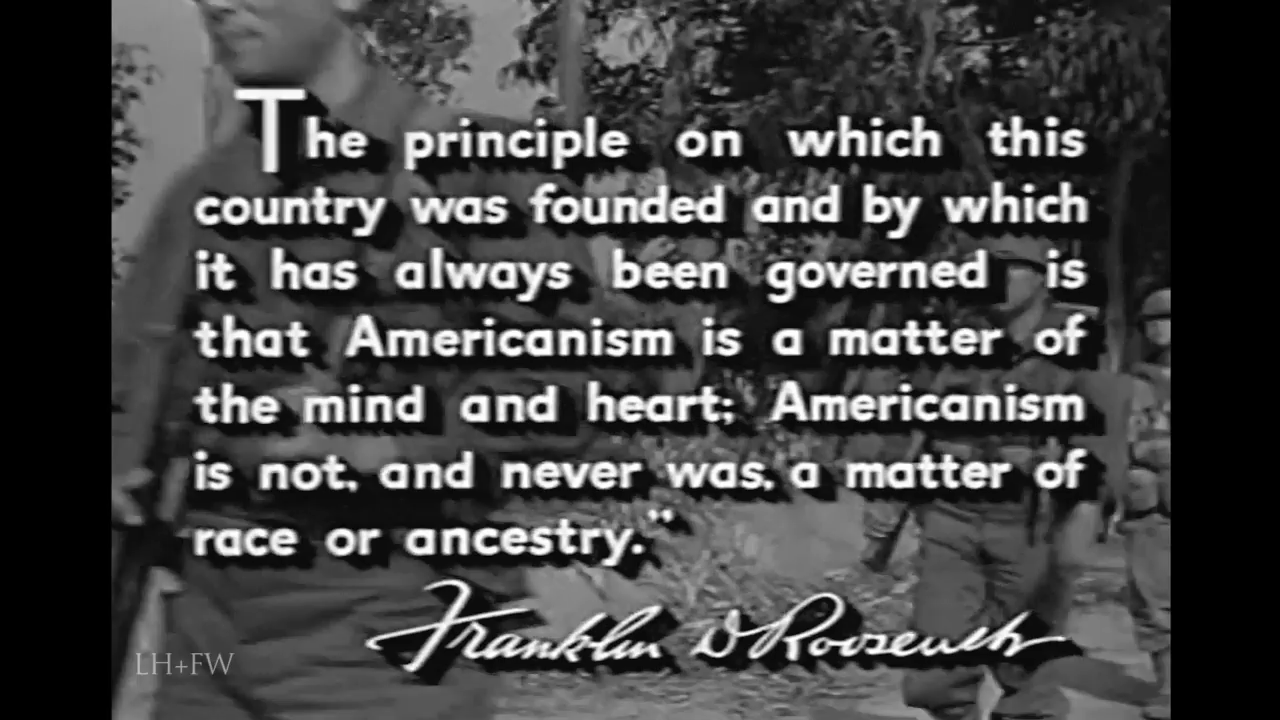 The principle on which this
country was founded and by which
it has always been governed is
that Americanism is a matter of
the mind and heart; Americanism
is not, and never was, a matter of
race or ancestry."
Franklin D Roosevelt
LH+FW